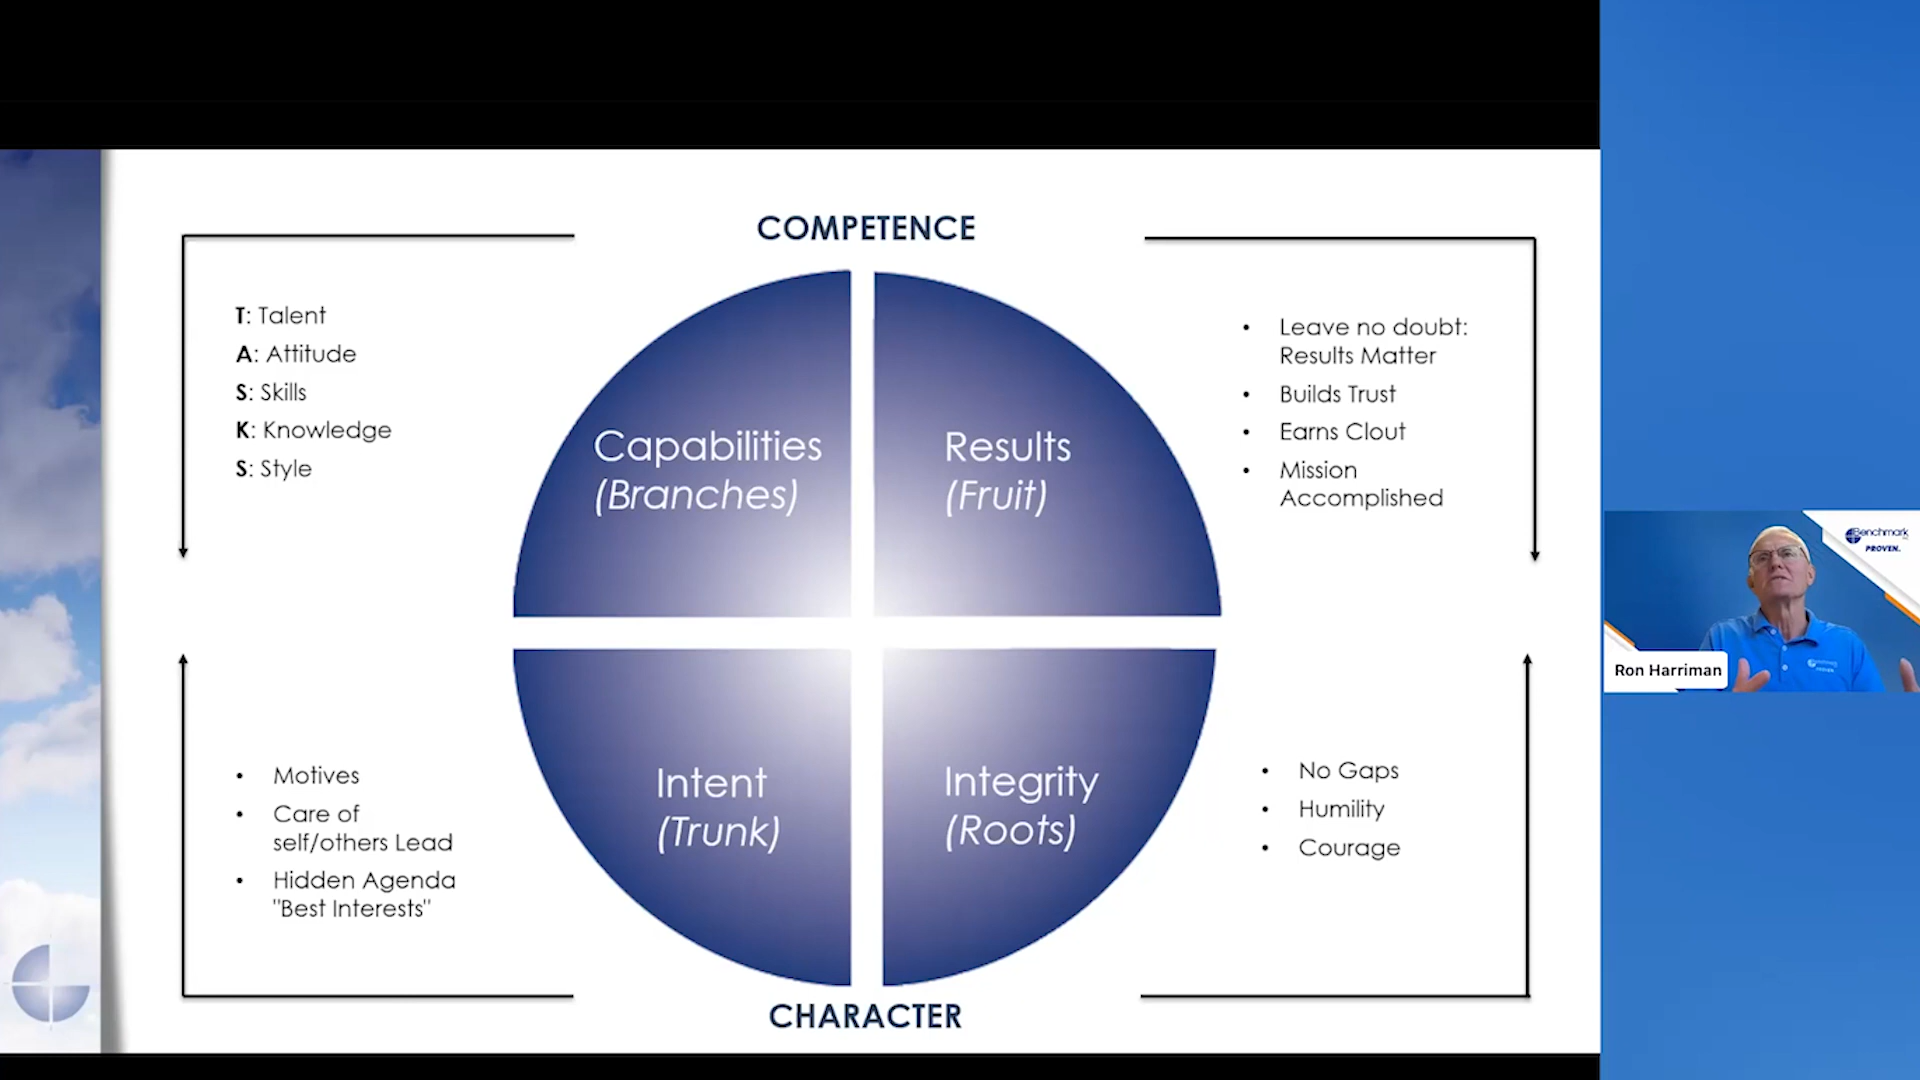 COMPETENCE
T: Talent
A: Attitude
S: Skills
K: Knowledge
S: Style
Capabilities
(Branches)
Results
(Fruit)
• Leave no doubt:
Results Matter
• Builds Trust
• Earns Clout
• Mission
Accomplished
• Motives
• Care of
self/others Lead
• Hidden Agenda
"Best Interests"
Intent
(Trunk)
Integrity
(Roots)
• No Gaps
• Humility
• Courage
CHARACTER
Benchmark
PROVEN.
Ron Harriman